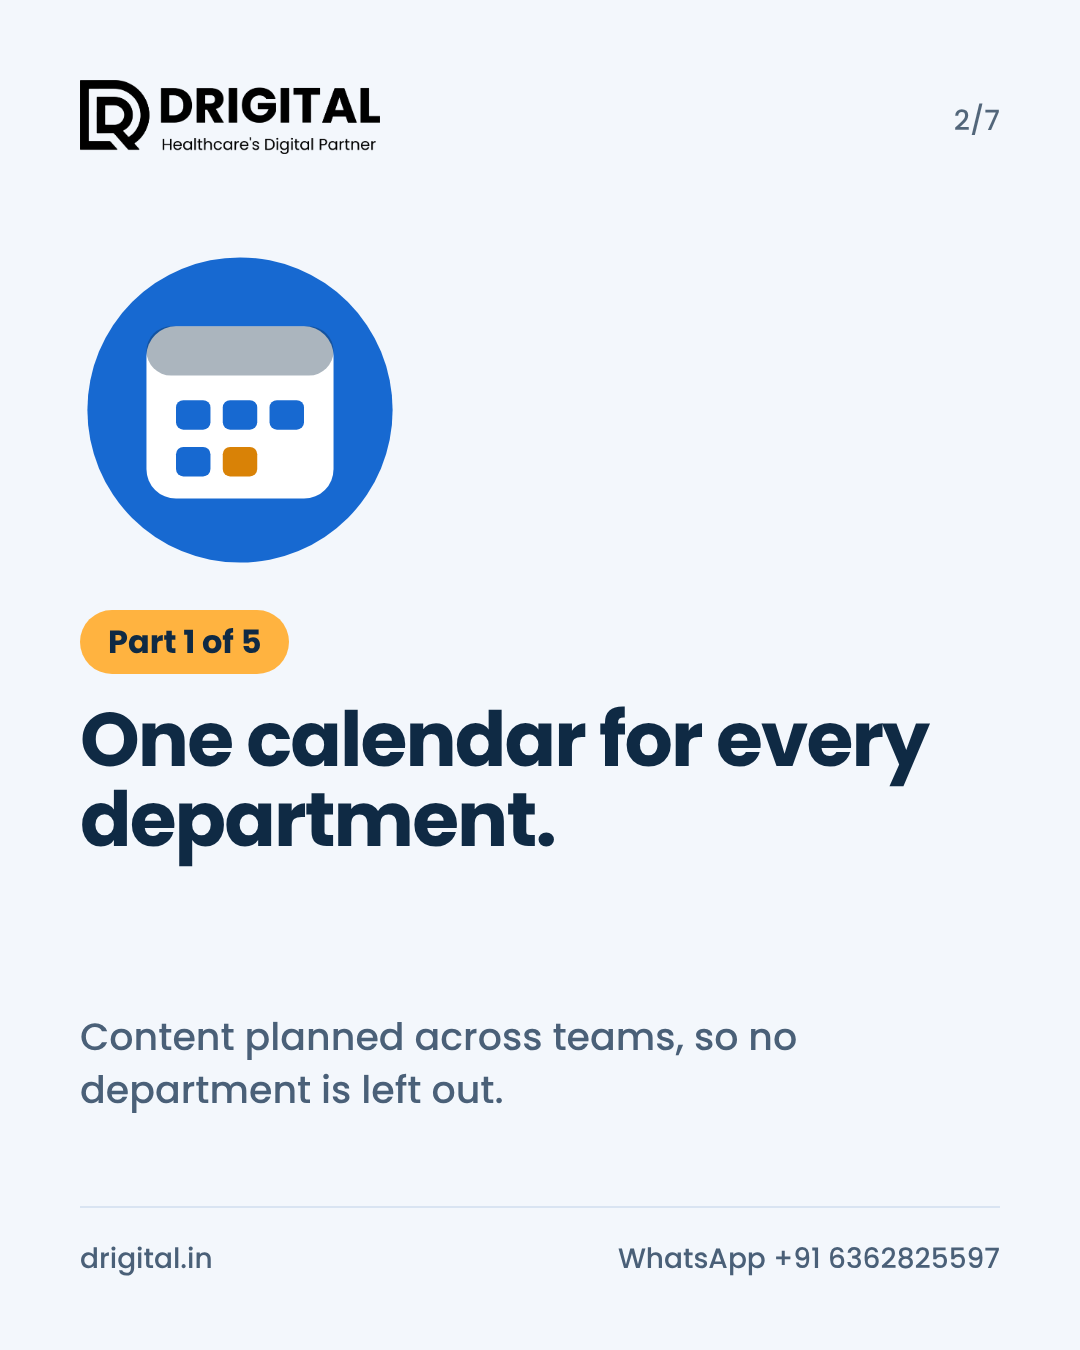 DRIGITAL
Healthcare's Digital Partner
2/7
Part 1 of 5
One calendar for every
department.
Content planned across teams, so no
department is left out.
drigital.in
WhatsApp +91 6362825597